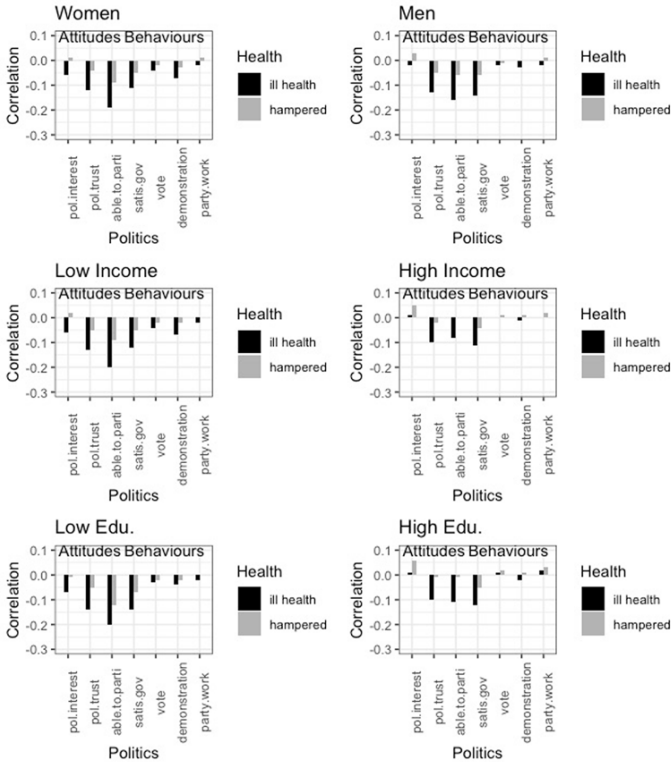 Women
Attitudes Behaviours
0.1
0.0
-0.1
-0.2
-0.3
Correlation
pol.interest
pol.trust
able.to.parti
satis.gov
vote
demonstration
party.work
Politics
Health
ill health
hampered
Men
Attitudes Behaviours
0.1
0.0
-0.1
-0.2
-0.3
Correlation
pol.interest
pol.trust
able.to.parti
satis.gov
vote
demonstration
party.work
Politics
Health
ill health
hampered
Low Income
Attitudes Behaviours
0.1
0.0
-0.1
-0.2
-0.3
Correlation
pol.interest
pol.trust
able.to.parti
satis.gov
vote
demonstration
party.work
Politics
Health
ill health
hampered
High Income
Attitudes Behaviours
0.1
0.0
-0.1
-0.2
-0.3
Correlation
pol.interest
pol.trust
able.to.parti
satis.gov
vote
demonstration
party.work
Politics
Health
ill health
hampered
Low Edu.
Attitudes Behaviours
0.1
0.0
-0.1
-0.2
-0.3
Correlation
pol.interest
pol.trust
able.to.parti
satis.gov
vote
demonstration
party.work
Politics
Health
ill health
hampered
High Edu.
Attitudes Behaviours
0.1
0.0
-0.1
-0.2
-0.3
Correlation
pol.interest
pol.trust
able.to.parti
satis.gov
vote
demonstration
party.work
Politics
Health
ill health
hampered